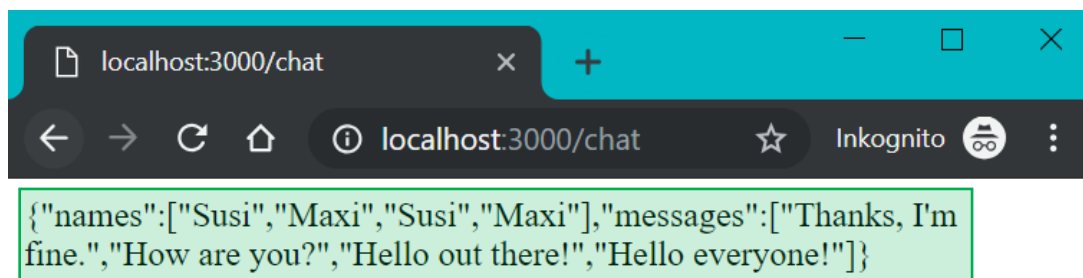 localhost:3000/chat
localhost:3000/chat
Inkognito
{"names":["Susi","Maxi","Susi","Maxi"],"messages":["Thanks, I'm
fine.","How are you?","Hello out there!","Hello everyone!"]}